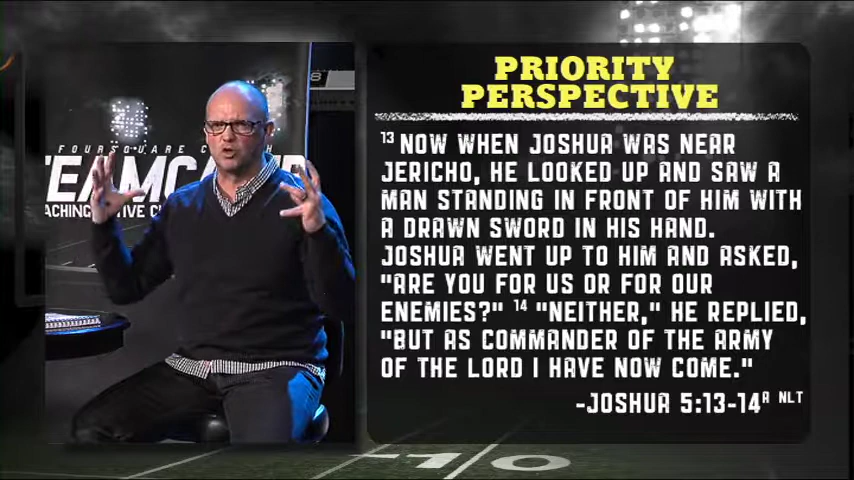 PRIORITY
PERSPECTIVE
13 NOW WHEN JOSHUA WAS NEAR
JERICHO, HE LOOKED UP AND SAW A
MAN STANDING IN FRONT OF HIM WITH
A DRAWN SWORD IN HIS HAND.
JOSHUA WENT UP TO HIM AND ASKED,
"ARE YOU FOR US OR FOR OUR
ENEMIES?" 14 "NEITHER," HE REPLIED,
"BUT AS COMMANDER OF THE ARMY
OF THE LORD I HAVE NOW COME."
-JOSHUA 5:13-14A NLT
FOURSQUARE
10